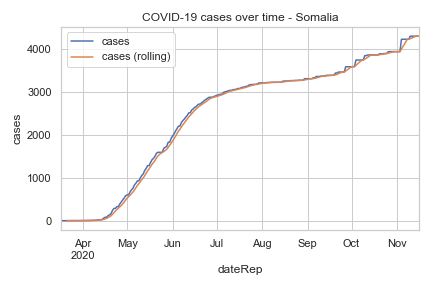 COVID-19 cases over time - Somalia
cases
cases (rolling)
4000
3000
2000
1000
0
cases
Apr
2020
May
Jun
Jul
Aug
Sep
Oct
Nov
dateRep